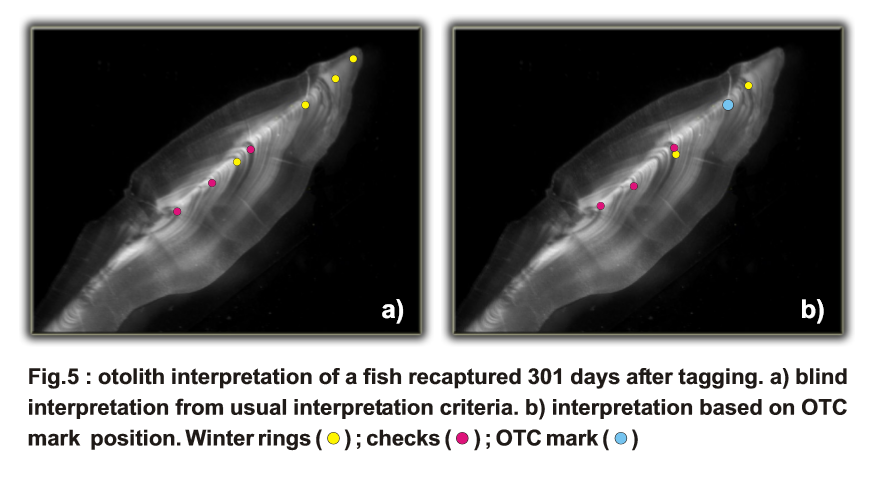 a)
b)
Fig.5 : otolith interpretation of a fish recaptured 301 days after tagging. a) blind
interpretation from usual interpretation criteria. b) interpretation based on OTC
mark position. Winter rings ( ) ; checks ( ) ; OTC mark ( )